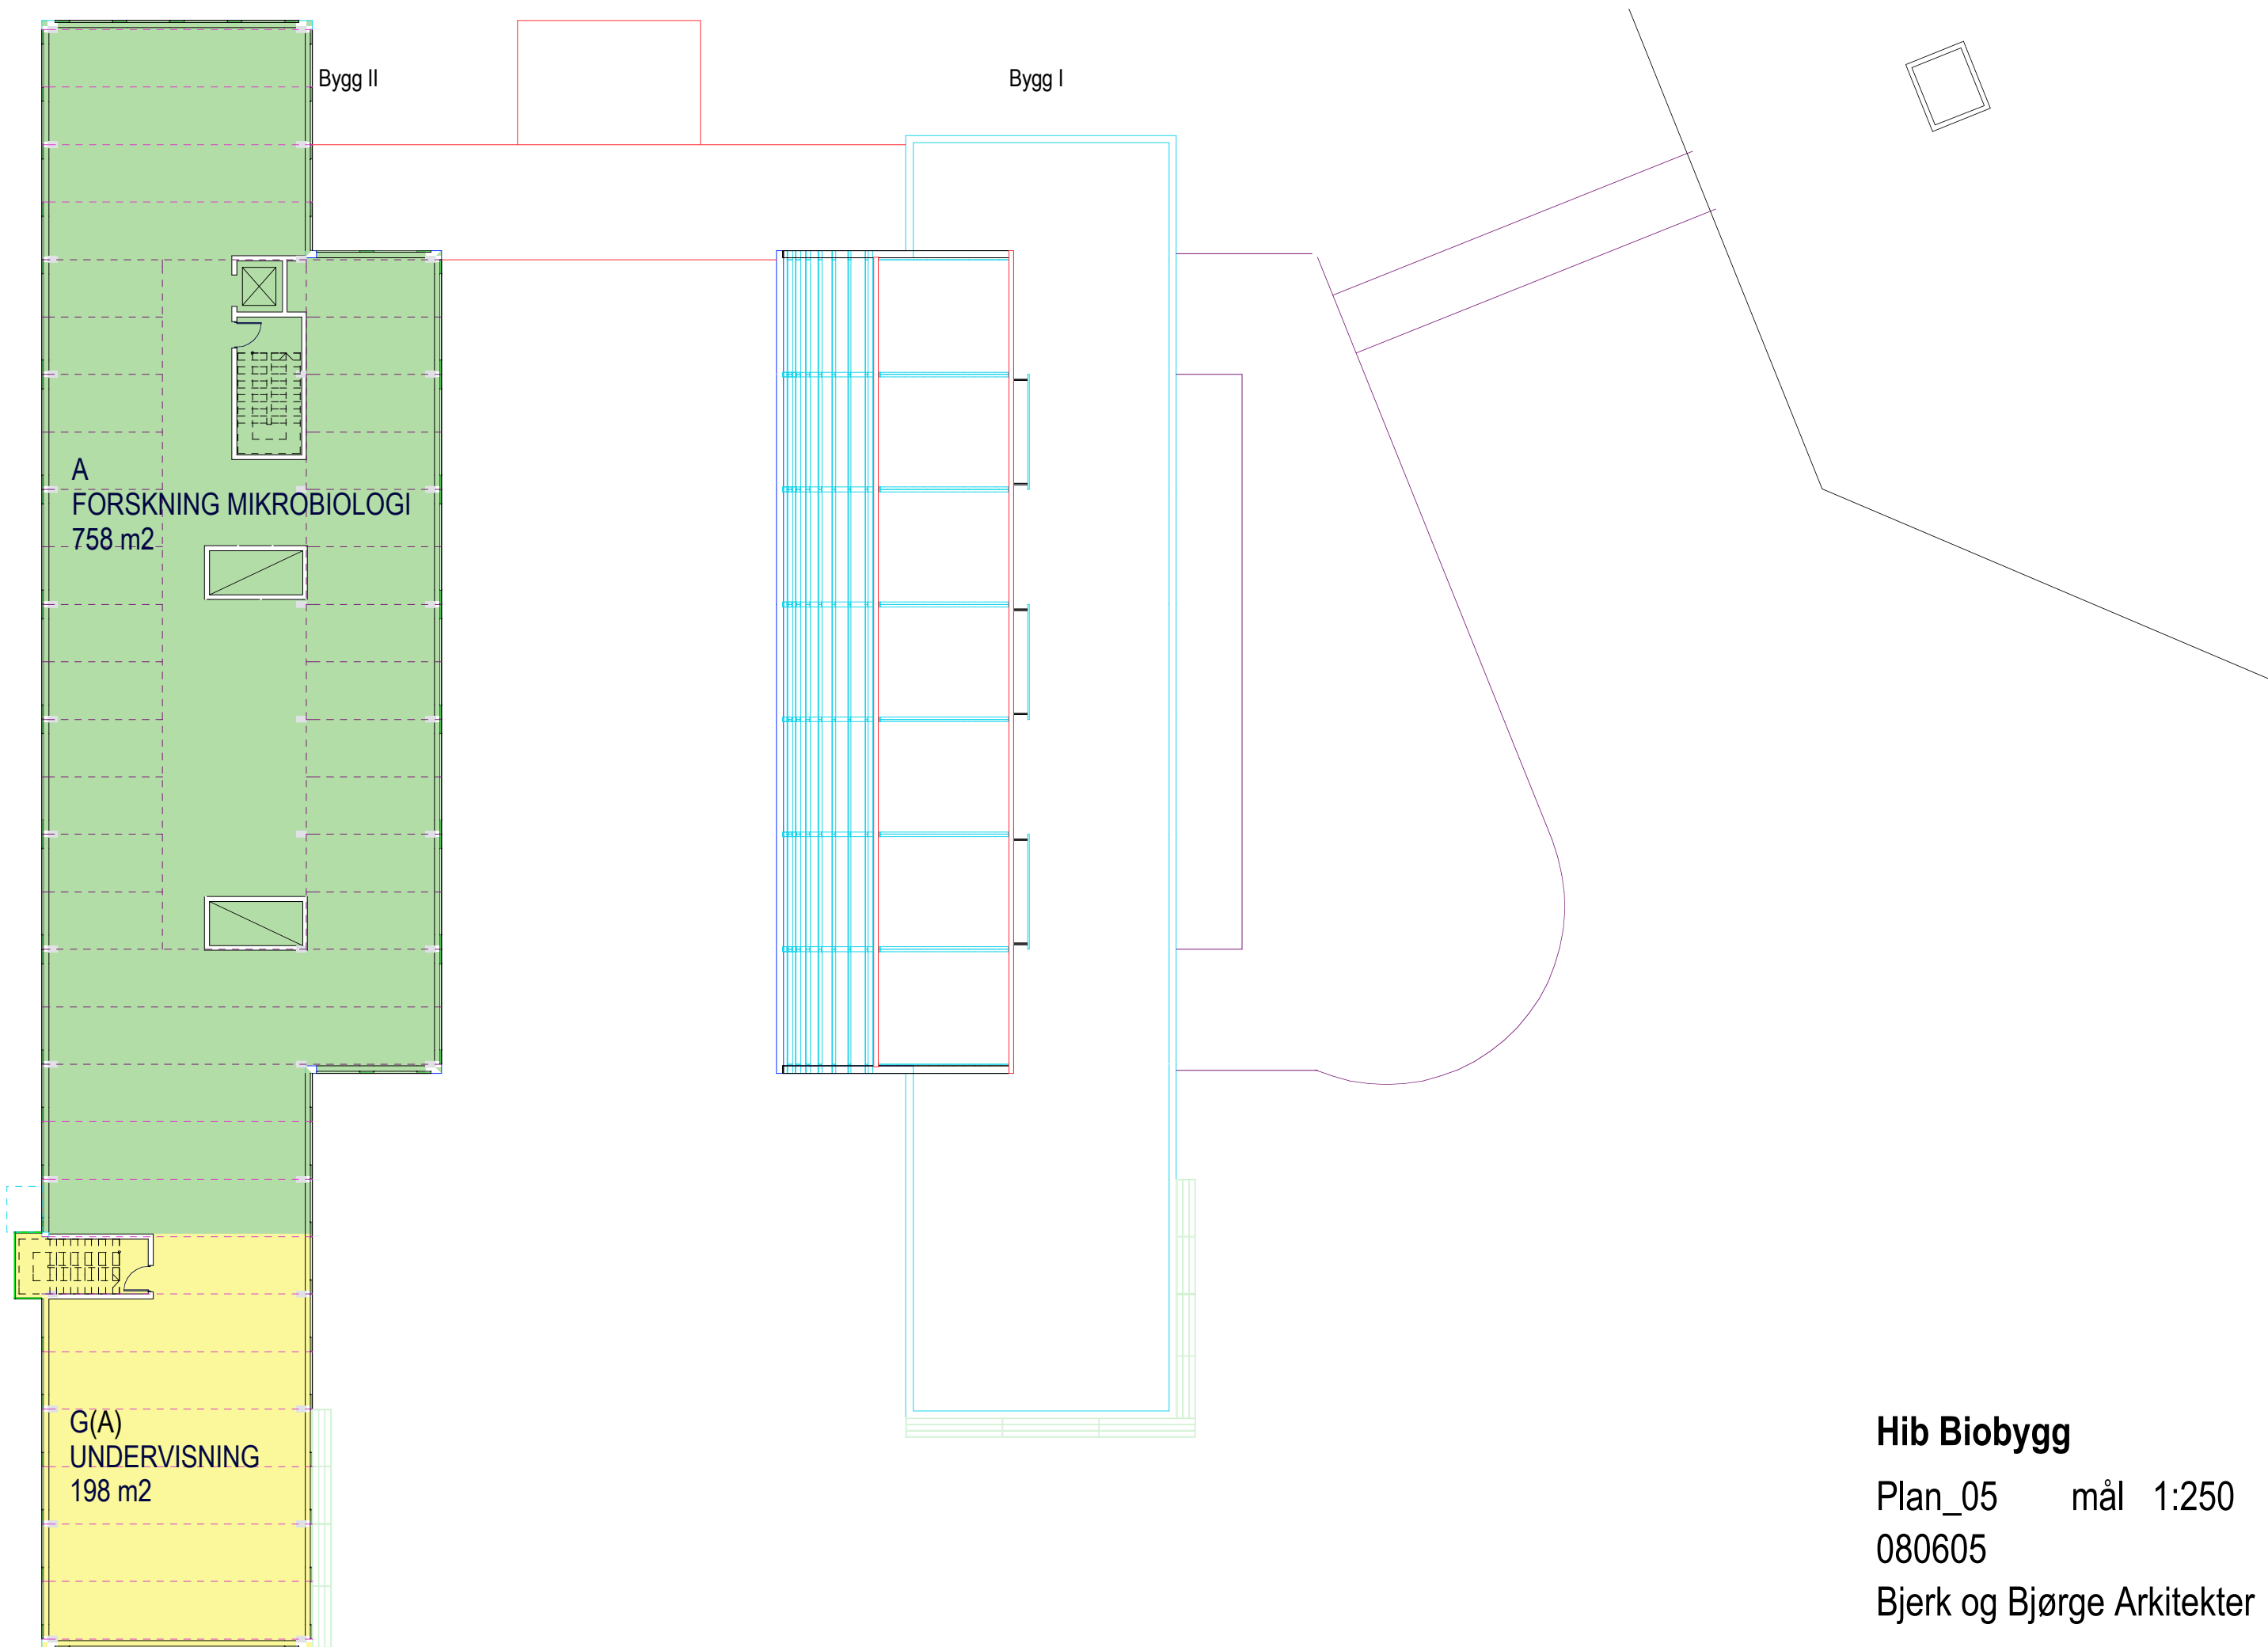 Bygg II
Bygg I
A
FORSKNING MIKROBIOLOGI
758 m2
G(A)
UNDERVISNING
198 m2
Hib Biobygg
Plan_05 mål 1:250
080605
Bjerk og Bjørge Arkitekter